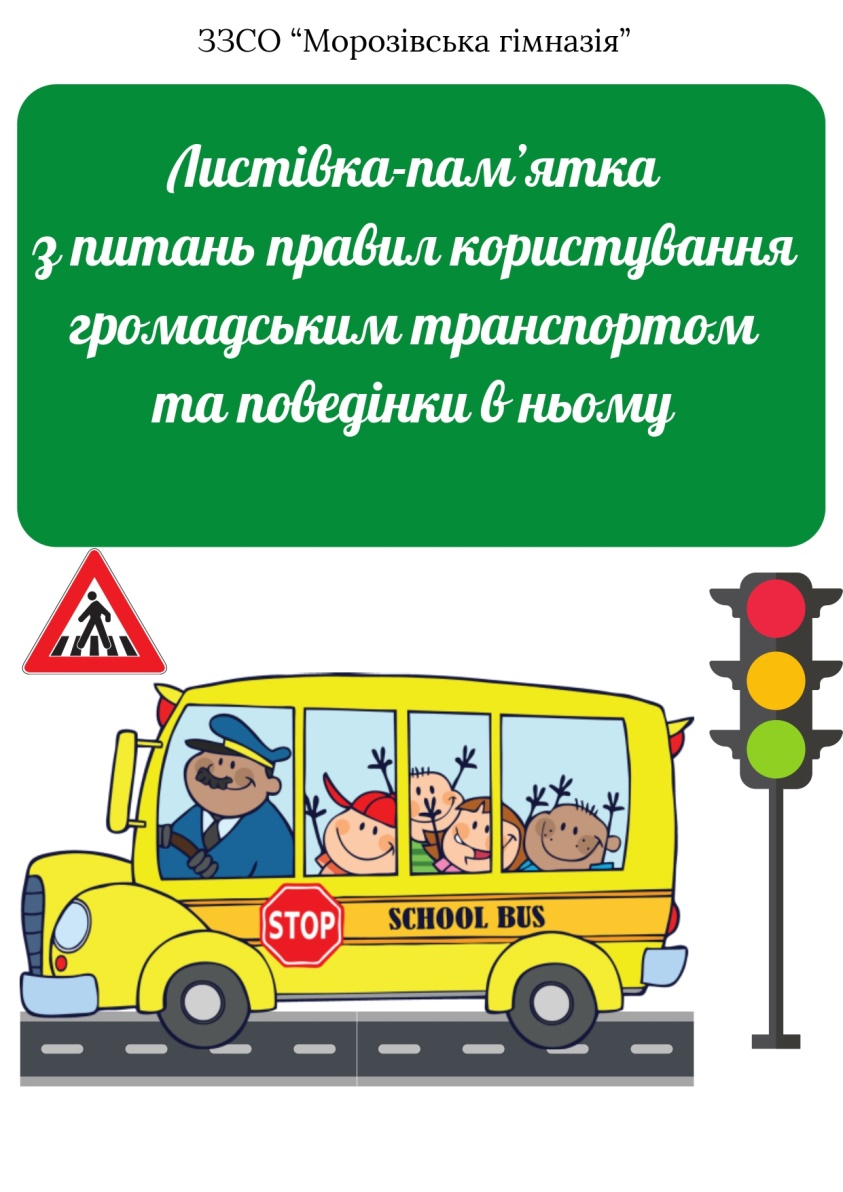 ЗЗСО “Морозівська гімназія”
Листівка-пам’ятка
з питань правил користування
громадським транспортом
та поведінки в ньому
STOP
SCHOOL BUS